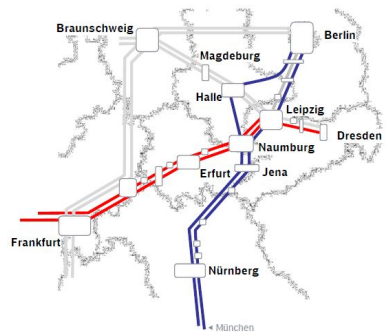 Braunschweig
Berlin
Magdeburg
Halle
Leipzig
Dresden
Naumburg
Erfurt
Jena
Frankfurt
Nürnberg
◄ München